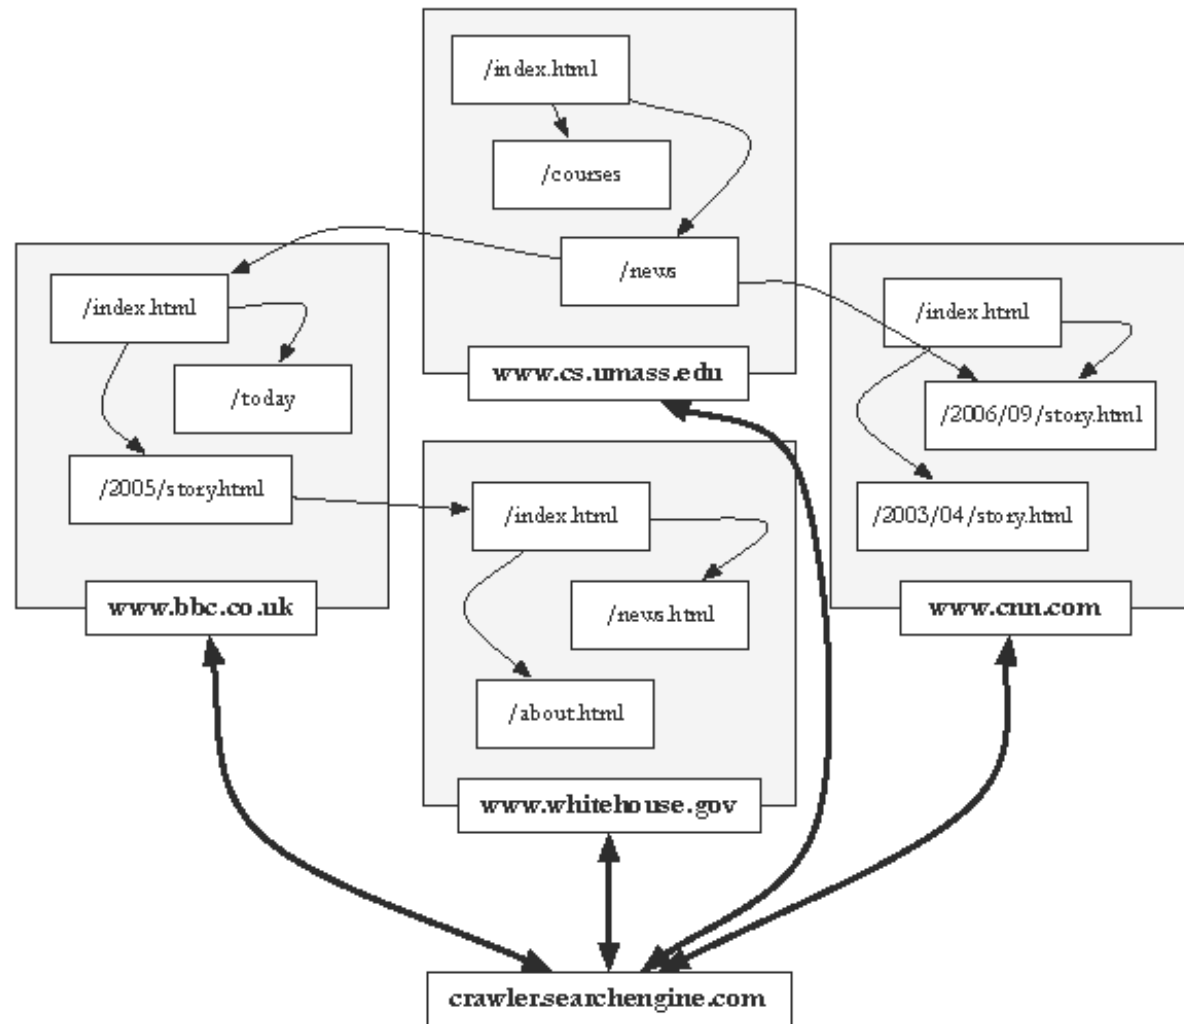 /index.html
/courses
/news
www.cs.umass.edu
/index.html
/today
/2005/story.html
www.bbc.co.uk
/index.html
/2006/09/story.html
/2003/04/story.html
www.cnn.com
/index.html
/news.html
/about.html
www.whitehouse.gov
crawler.searchengine.com